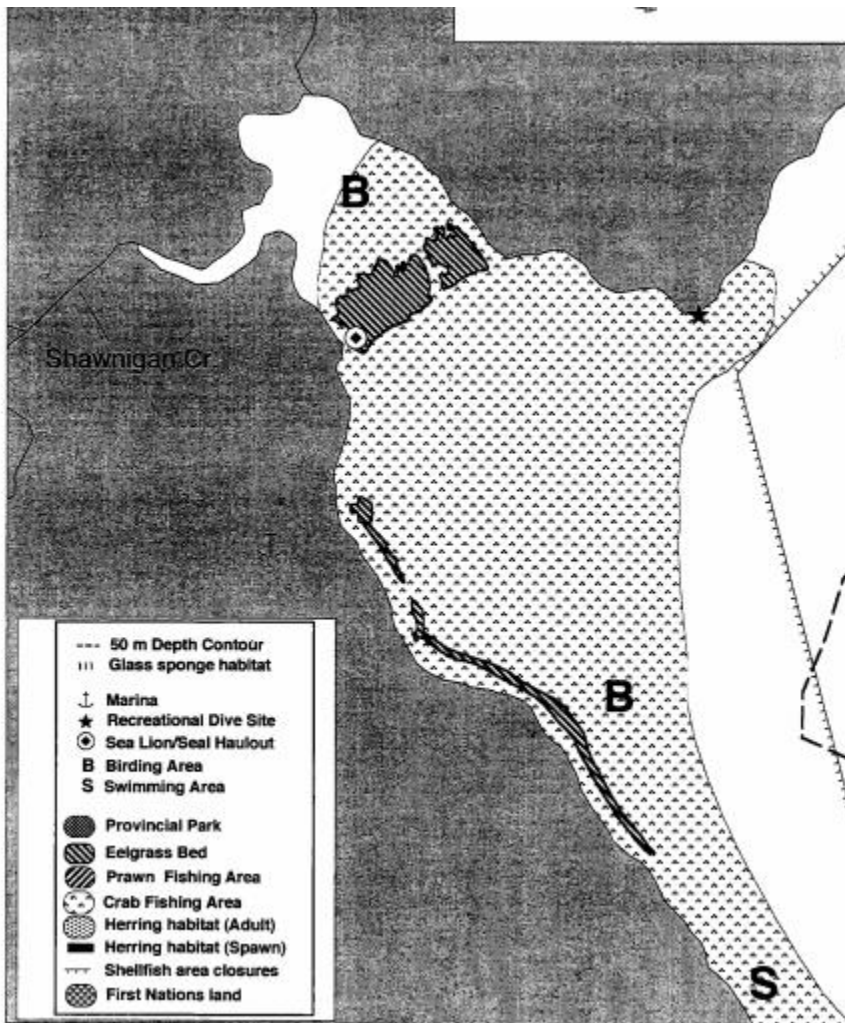 B
Shawnigan Cr.
B
S
50 m Depth Contour
Glass sponge habitat
Marina
Recreational Dive Site
Sea Lion/Seal Haulout
B Birding Area
S Swimming Area
Provincial Park
Eelgrass Bed
Prawn Fishing Area
Crab Fishing Area
Herring habitat (Adult)
Herring habitat (Spawn)
Shellfish area closures
First Nations land